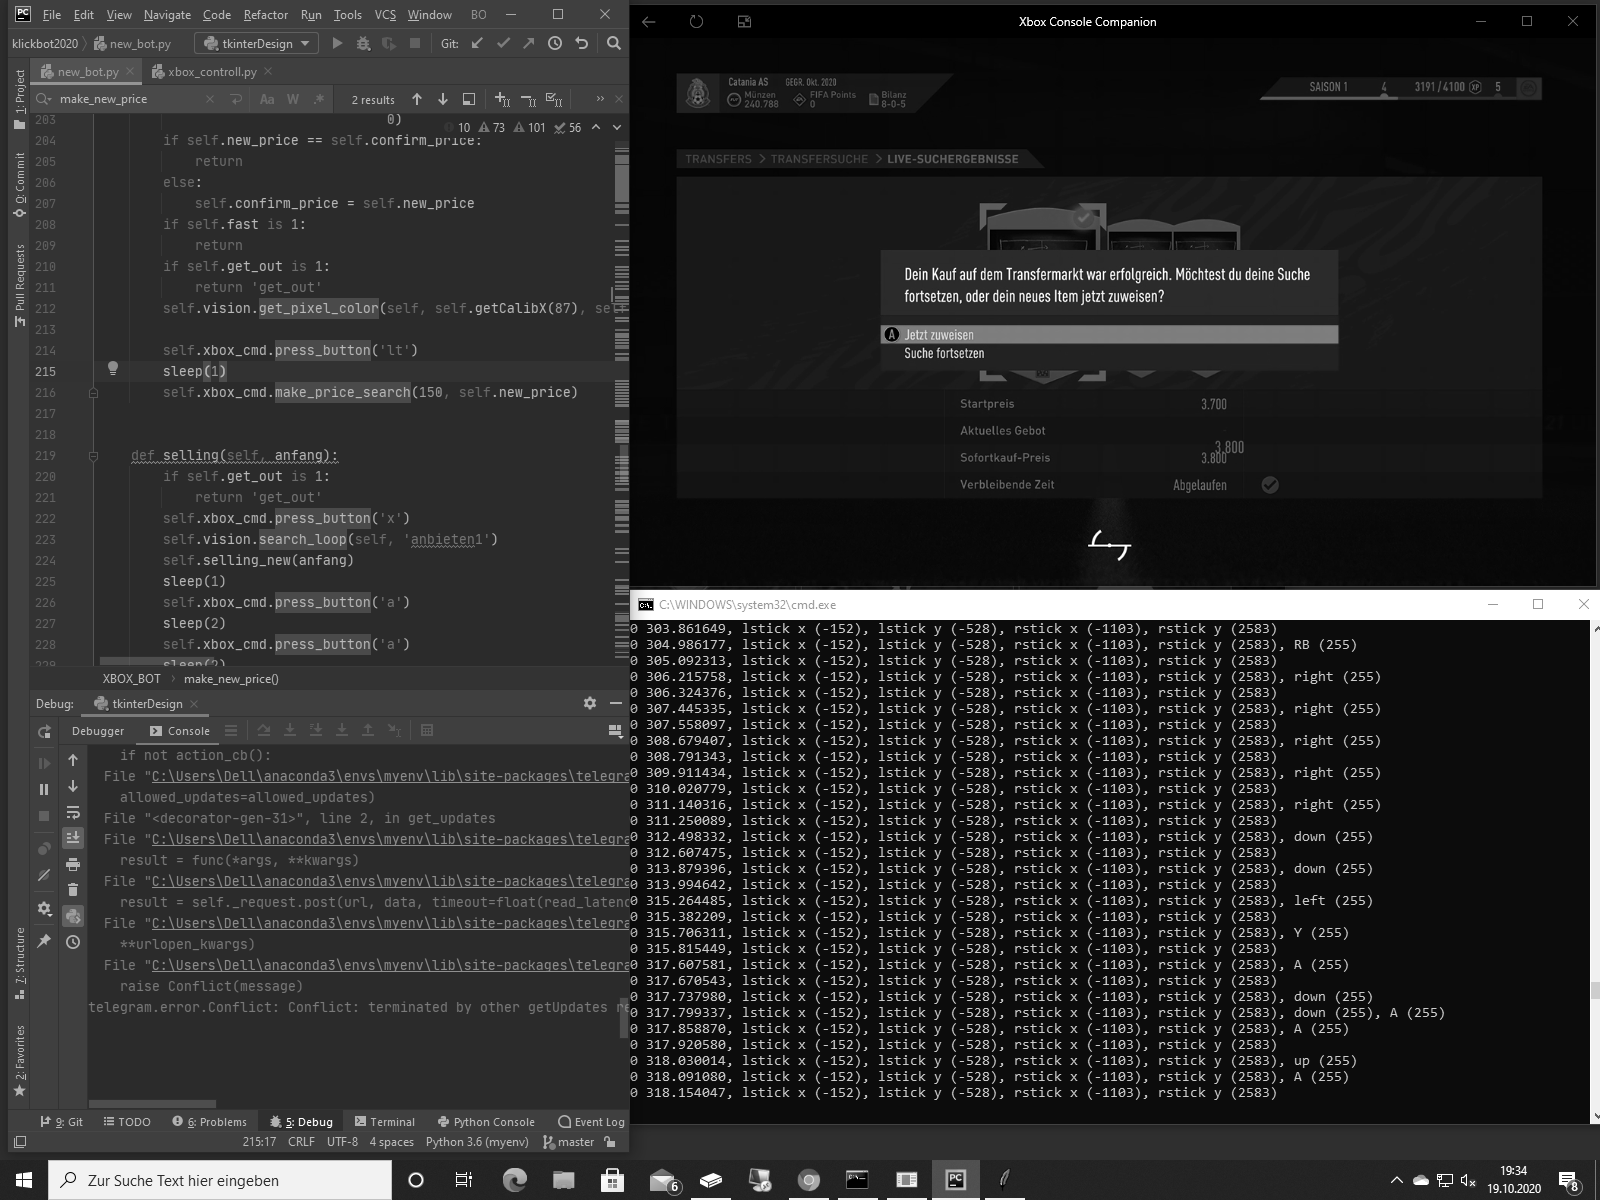 File Edit View Navigate Code Refactor Run Tools VCS Window BO
klickbot2020 new_bot.py tkinterDesign Git:
new_bot.py xbox_controll.py
make_new_price Aa W .* 2 results
10 73 101 56
203 0)
204 if self.new_price == self.confirm_price:
205 return
206 else:
207 self.confirm_price = self.new_price
208 if self.fast is 1:
209 return
210 if self.get_out is 1:
211 return 'get_out'
212 self.vision.get_pixel_color(self, self.getCalibX(87), sel
213
214 self.xbox_cmd.press_button('lt')
215 sleep(1)
216 self.xbox_cmd.make_price_search(150, self.new_price)
217
218
219 def selling(self, anfang):
220 if self.get_out is 1:
221 return 'get_out'
222 self.xbox_cmd.press_button('x')
223 self.vision.search_loop(self, 'anbieten1')
224 self.selling_new(anfang)
225 sleep(1)
226 self.xbox_cmd.press_button('a')
227 sleep(2)
228 self.xbox_cmd.press_button('a')
229 sleep(2)
XBOX_BOT make_new_price()
1: Project
0: Commit
Pull Requests
7: Structure
2: Favorites
Debug: tkinterDesign
Debugger Console
if not action_cb():
File "C:\Users\Dell\anaconda3\envs\myenv\lib\site-packages\telegra
allowed_updates=allowed_updates)
File "<decorator-gen-31>", line 2, in get_updates
File "C:\Users\Dell\anaconda3\envs\myenv\lib\site-packages\telegra
result = func(*args, **kwargs)
File "C:\Users\Dell\anaconda3\envs\myenv\lib\site-packages\telegra
result = self._request.post(url, data, timeout=float(read_latenc
File "C:\Users\Dell\anaconda3\envs\myenv\lib\site-packages\telegra
**urlopen_kwargs)
File "C:\Users\Dell\anaconda3\envs\myenv\lib\site-packages\telegra
raise Conflict(message)
telegram.error.Conflict: Conflict: terminated by other getUpdates re
9: Git TODO 6: Problems 5: Debug Terminal Python Console Event Log
215:17 CRLF UTF-8 4 spaces Python 3.6 (myenv) master
Xbox Console Companion
Catania AS GEGR. Okt. 2020
Münzen 240.788 FIFA Points 0 Bilanz 8-0-5
SAISON 1 4 3191 / 4100 XP 5
TRANSFERS > TRANSFERSUCHE > LIVE-SUCHERGEBNISSE
Dein Kauf auf dem Transfermarkt war erfolgreich. Möchtest du deine Suche
fortsetzen, oder dein neues Item jetzt zuweisen?
A Jetzt zuweisen
Suche fortsetzen
Startpreis 3.700
Aktuelles Gebot
3.800
Sofortkauf-Preis 3.800
Verbleibende Zeit Abgelaufen
C:\WINDOWS\system32\cmd.exe
0 303.861649, lstick x (-152), lstick y (-528), rstick x (-1103), rstick y (2583)
0 304.986177, lstick x (-152), lstick y (-528), rstick x (-1103), rstick y (2583), RB (255)
0 305.092313, lstick x (-152), lstick y (-528), rstick x (-1103), rstick y (2583)
0 306.215758, lstick x (-152), lstick y (-528), rstick x (-1103), rstick y (2583), right (255)
0 306.324376, lstick x (-152), lstick y (-528), rstick x (-1103), rstick y (2583)
0 307.445335, lstick x (-152), lstick y (-528), rstick x (-1103), rstick y (2583), right (255)
0 307.558097, lstick x (-152), lstick y (-528), rstick x (-1103), rstick y (2583)
0 308.679407, lstick x (-152), lstick y (-528), rstick x (-1103), rstick y (2583), right (255)
0 308.791343, lstick x (-152), lstick y (-528), rstick x (-1103), rstick y (2583)
0 309.911434, lstick x (-152), lstick y (-528), rstick x (-1103), rstick y (2583), right (255)
0 310.020779, lstick x (-152), lstick y (-528), rstick x (-1103), rstick y (2583)
0 311.140316, lstick x (-152), lstick y (-528), rstick x (-1103), rstick y (2583), right (255)
0 311.250089, lstick x (-152), lstick y (-528), rstick x (-1103), rstick y (2583)
0 312.498332, lstick x (-152), lstick y (-528), rstick x (-1103), rstick y (2583), down (255)
0 312.607475, lstick x (-152), lstick y (-528), rstick x (-1103), rstick y (2583)
0 313.879396, lstick x (-152), lstick y (-528), rstick x (-1103), rstick y (2583), down (255)
0 313.994642, lstick x (-152), lstick y (-528), rstick x (-1103), rstick y (2583)
0 315.264485, lstick x (-152), lstick y (-528), rstick x (-1103), rstick y (2583), left (255)
0 315.382209, lstick x (-152), lstick y (-528), rstick x (-1103), rstick y (2583)
0 315.706311, lstick x (-152), lstick y (-528), rstick x (-1103), rstick y (2583), Y (255)
0 315.815449, lstick x (-152), lstick y (-528), rstick x (-1103), rstick y (2583)
0 317.607581, lstick x (-152), lstick y (-528), rstick x (-1103), rstick y (2583), A (255)
0 317.670543, lstick x (-152), lstick y (-528), rstick x (-1103), rstick y (2583)
0 317.737980, lstick x (-152), lstick y (-528), rstick x (-1103), rstick y (2583), down (255)
0 317.799337, lstick x (-152), lstick y (-528), rstick x (-1103), rstick y (2583), down (255), A (255)
0 317.858870, lstick x (-152), lstick y (-528), rstick x (-1103), rstick y (2583), A (255)
0 317.920580, lstick x (-152), lstick y (-528), rstick x (-1103), rstick y (2583)
0 318.030014, lstick x (-152), lstick y (-528), rstick x (-1103), rstick y (2583), up (255)
0 318.091080, lstick x (-152), lstick y (-528), rstick x (-1103), rstick y (2583), A (255)
0 318.154047, lstick x (-152), lstick y (-528), rstick x (-1103), rstick y (2583)
Zur Suche Text hier eingeben 6
19:34
19.10.2020 8